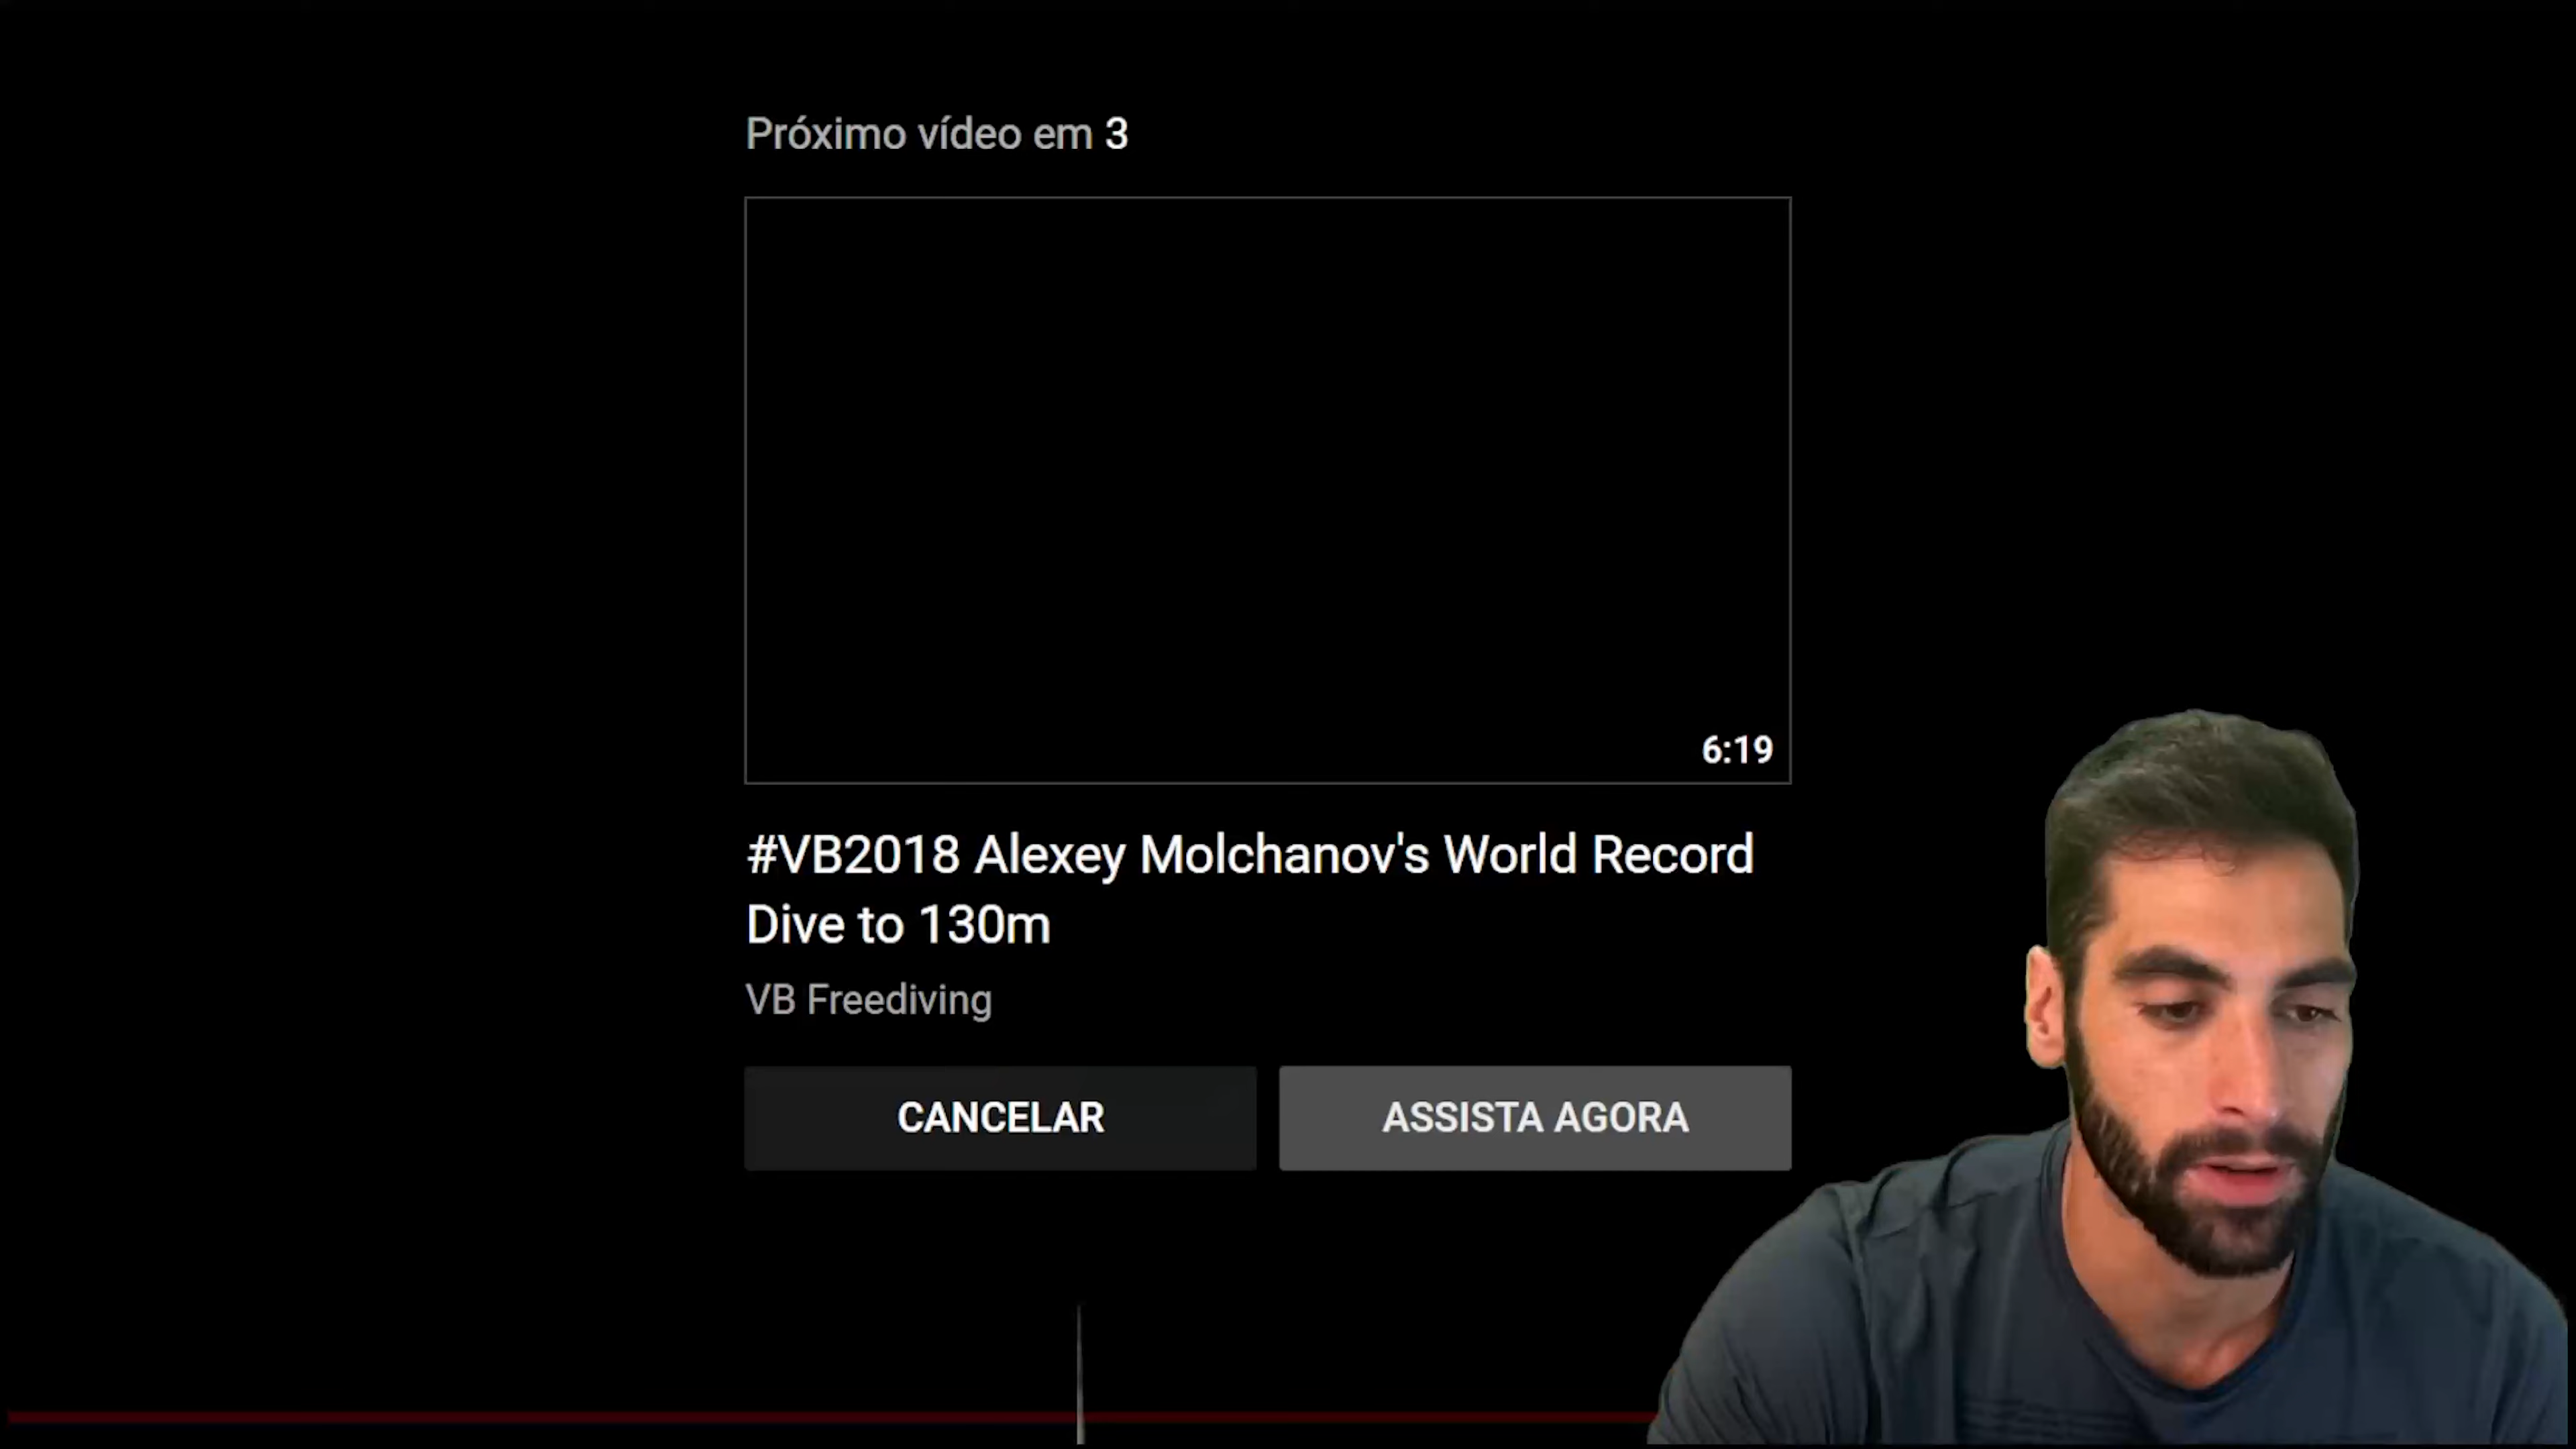 Próximo vídeo em 3
6:19
#VB2018 Alexey Molchanov's World Record
Dive to 130m
VB Freediving
CANCELAR
ASSISTA AGORA